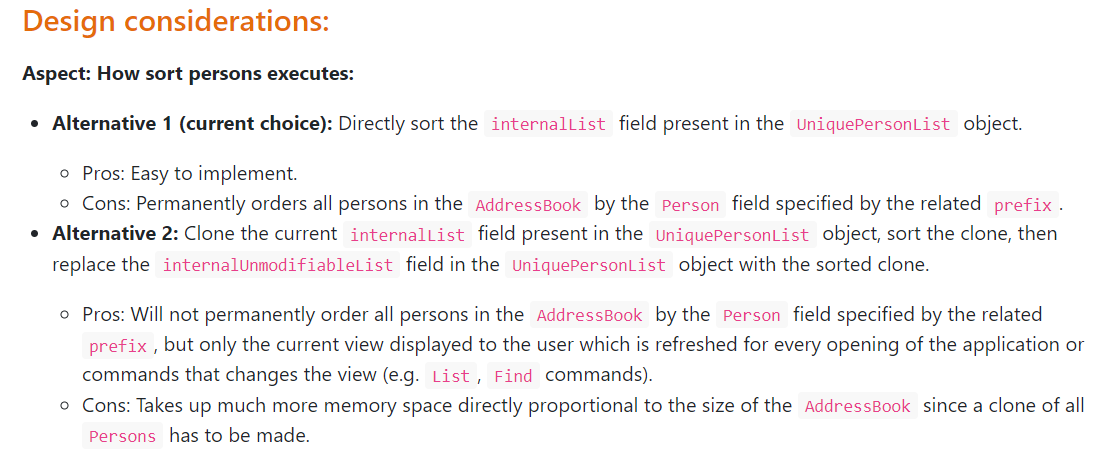 Design considerations:
Aspect: How sort persons executes:
• Alternative 1 (current choice): Directly sort the internalList field present in the UniquePersonList object.
◦ Pros: Easy to implement.
◦ Cons: Permanently orders all persons in the AddressBook by the Person field specified by the related prefix.
• Alternative 2: Clone the current internalList field present in the UniquePersonList object, sort the clone, then
replace the internalUnmodifiableList field in the UniquePersonList object with the sorted clone.
◦ Pros: Will not permanently order all persons in the AddressBook by the Person field specified by the related
prefix, but only the current view displayed to the user which is refreshed for every opening of the application or
commands that changes the view (e.g. List, Find commands).
◦ Cons: Takes up much more memory space directly proportional to the size of the AddressBook since a clone of all
Persons has to be made.